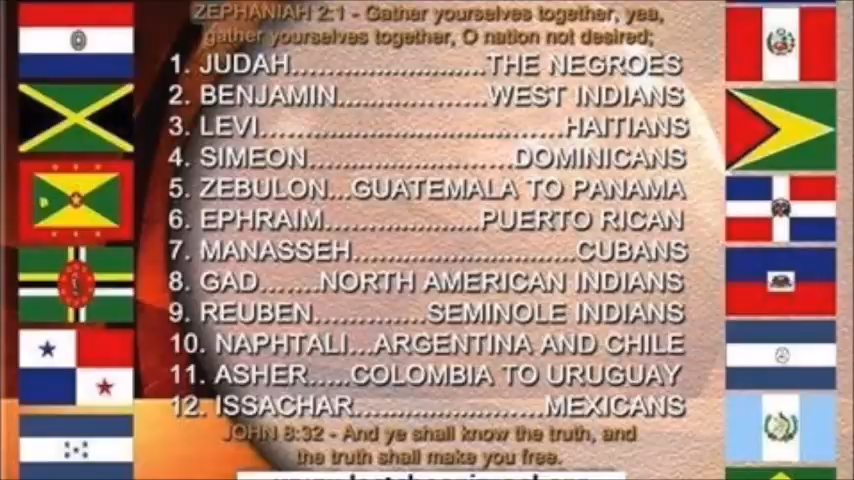 ZEPHANIAH 2:1 - Gather yourselves together, yea,
gather yourselves together, O nation not desired;
1. JUDAH........................THE NEGROES
2. BENJAMIN..................WEST INDIANS
3. LEVI.....................................HAITIANS
4. SIMEON.........................DOMINICANS
5. ZEBULON...GUATEMALA TO PANAMA
6. EPHRAIM...................PUERTO RICAN
7. MANASSEH...........................CUBANS
8. GAD.......NORTH AMERICAN INDIANS
9. REUBEN.............SEMINOLE INDIANS
10. NAPHTALI...ARGENTINA AND CHILE
11. ASHER.....COLOMBIA TO URUGUAY
12. ISSACHAR.......................MEXICANS
JOHN 8:32 - And ye shall know the truth, and
the truth shall make you free.